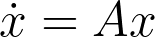 ẋ = Ax